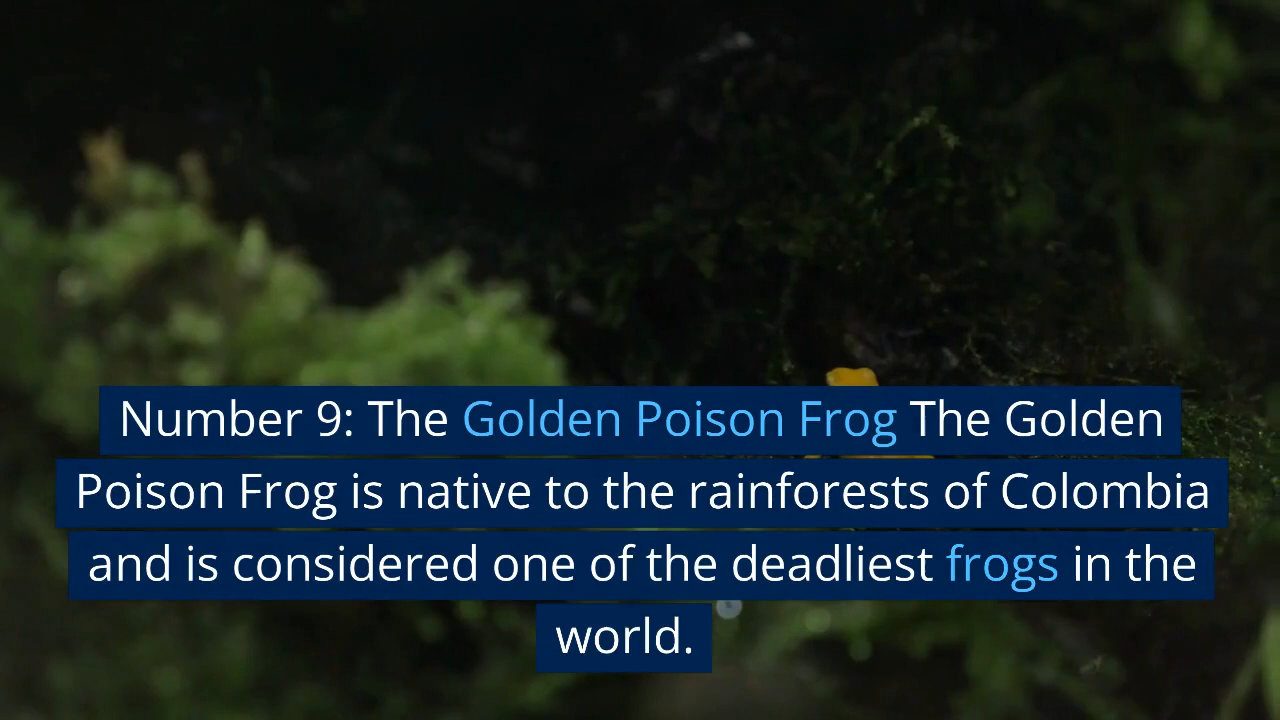 Number 9: The Golden Poison Frog The Golden
Poison Frog is native to the rainforests of Colombia
and is considered one of the deadliest frogs in the
world.